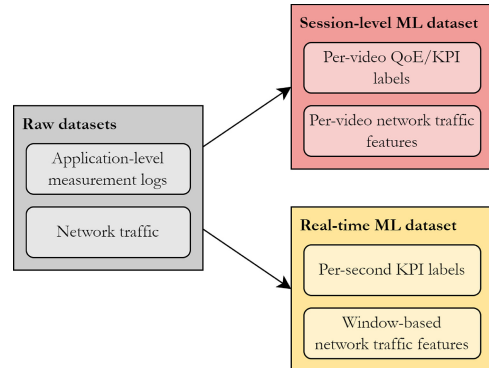 Raw datasets
Application-level
measurement logs
Network traffic
Session-level ML dataset
Per-video QoE/KPI
labels
Per-video network traffic
features
Real-time ML dataset
Per-second KPI labels
Window-based
network traffic features